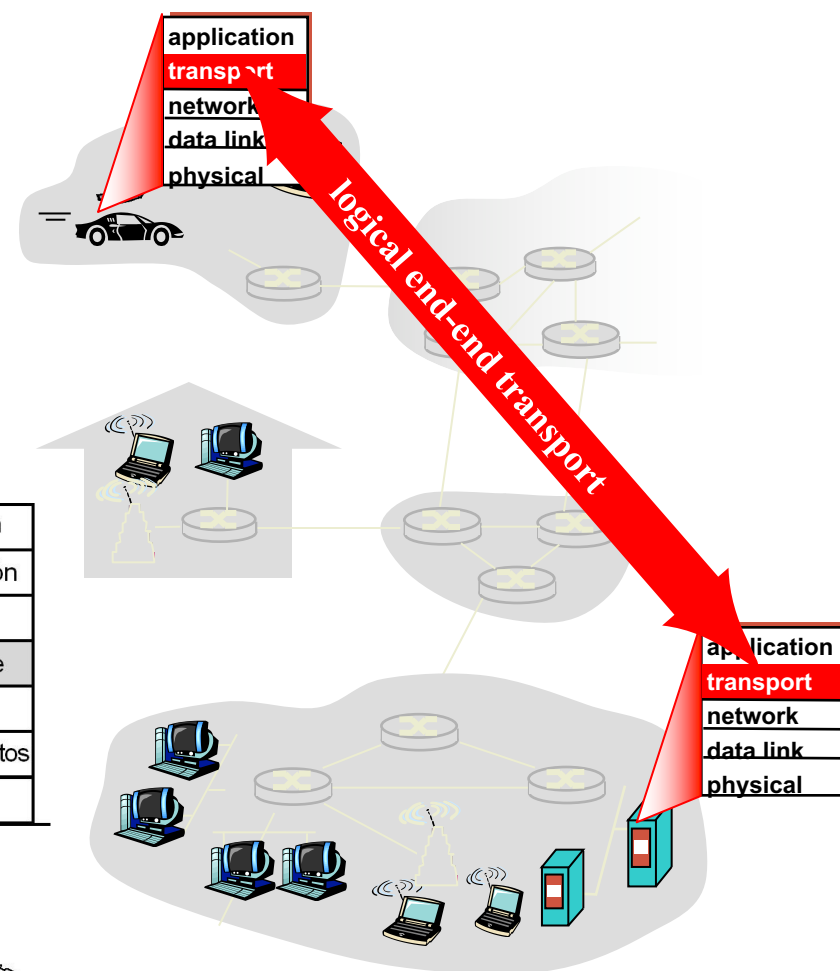 application
transport
network
data link
physical
logical end-end transport
application
transport
network
data link
physical